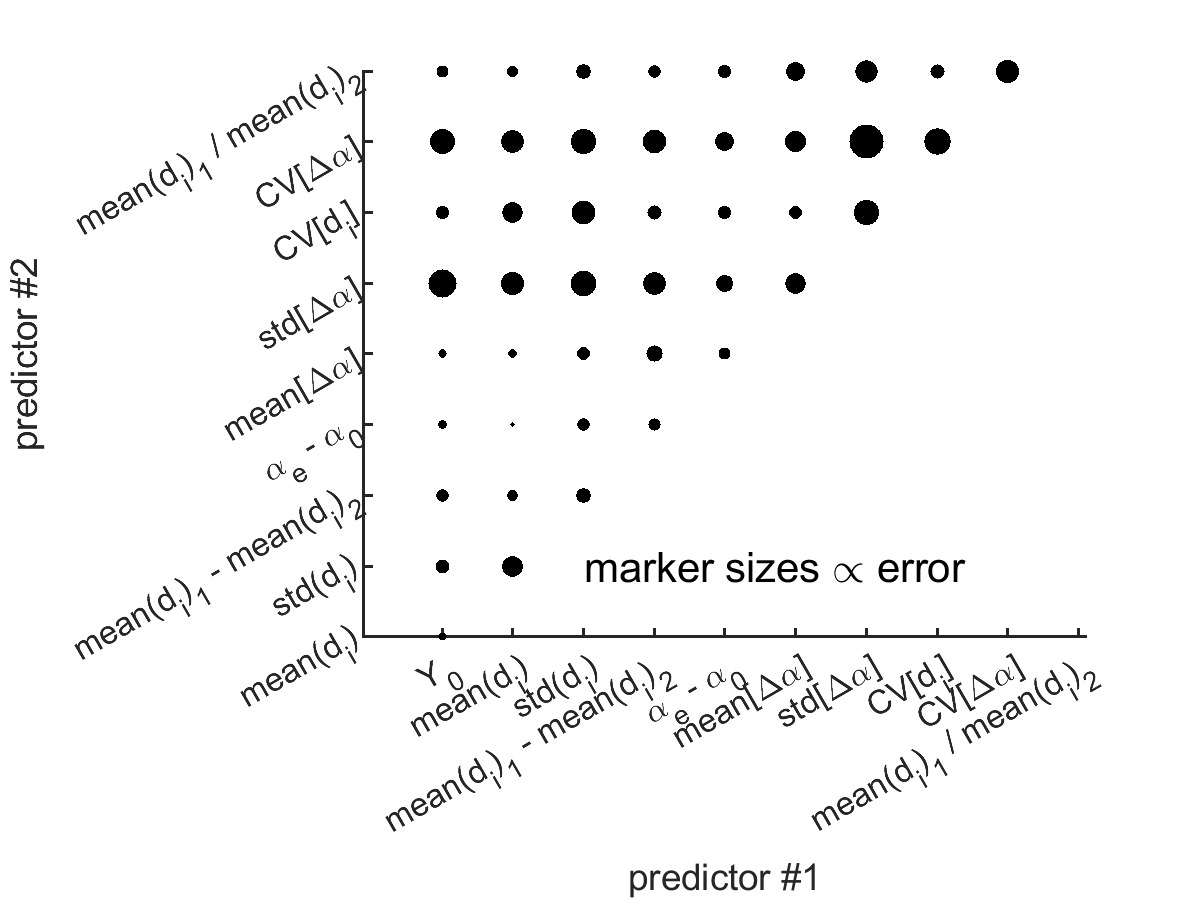 predictor #2
mean(d_i)_1 / mean(d_i)_2
CV[Δα]
CV[d_i]
std[Δα]
mean[Δα]
α_e - α_0
mean(d_i)_1 - mean(d_i)_2
std(d_i)
mean(d_i)
marker sizes ∝ error
Y_0
mean(d_i)
std(d_i)
mean(d_i)_1 - mean(d_i)_2
α_e - α_0
mean[Δα]
std[Δα]
CV[d_i]
CV[Δα]
mean(d_i)_1 / mean(d_i)_2
predictor #1